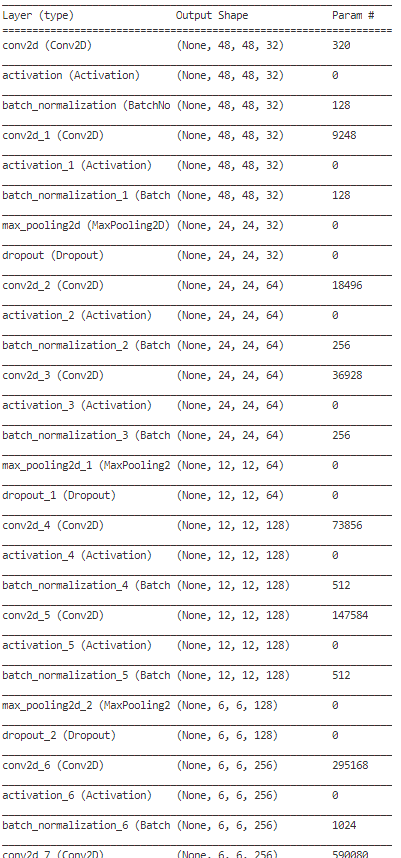 Layer (type) Output Shape Param #
conv2d (Conv2D) (None, 48, 48, 32) 320
activation (Activation) (None, 48, 48, 32) 0
batch_normalization (BatchNo (None, 48, 48, 32) 128
conv2d_1 (Conv2D) (None, 48, 48, 32) 9248
activation_1 (Activation) (None, 48, 48, 32) 0
batch_normalization_1 (Batch (None, 48, 48, 32) 128
max_pooling2d (MaxPooling2D) (None, 24, 24, 32) 0
dropout (Dropout) (None, 24, 24, 32) 0
conv2d_2 (Conv2D) (None, 24, 24, 64) 18496
activation_2 (Activation) (None, 24, 24, 64) 0
batch_normalization_2 (Batch (None, 24, 24, 64) 256
conv2d_3 (Conv2D) (None, 24, 24, 64) 36928
activation_3 (Activation) (None, 24, 24, 64) 0
batch_normalization_3 (Batch (None, 24, 24, 64) 256
max_pooling2d_1 (MaxPooling2 (None, 12, 12, 64) 0
dropout_1 (Dropout) (None, 12, 12, 64) 0
conv2d_4 (Conv2D) (None, 12, 12, 128) 73856
activation_4 (Activation) (None, 12, 12, 128) 0
batch_normalization_4 (Batch (None, 12, 12, 128) 512
conv2d_5 (Conv2D) (None, 12, 12, 128) 147584
activation_5 (Activation) (None, 12, 12, 128) 0
batch_normalization_5 (Batch (None, 12, 12, 128) 512
max_pooling2d_2 (MaxPooling2 (None, 6, 6, 128) 0
dropout_2 (Dropout) (None, 6, 6, 128) 0
conv2d_6 (Conv2D) (None, 6, 6, 256) 295168
activation_6 (Activation) (None, 6, 6, 256) 0
batch_normalization_6 (Batch (None, 6, 6, 256) 1024
conv2d_7 (Conv2D) (None, 6, 6, 256) 590080